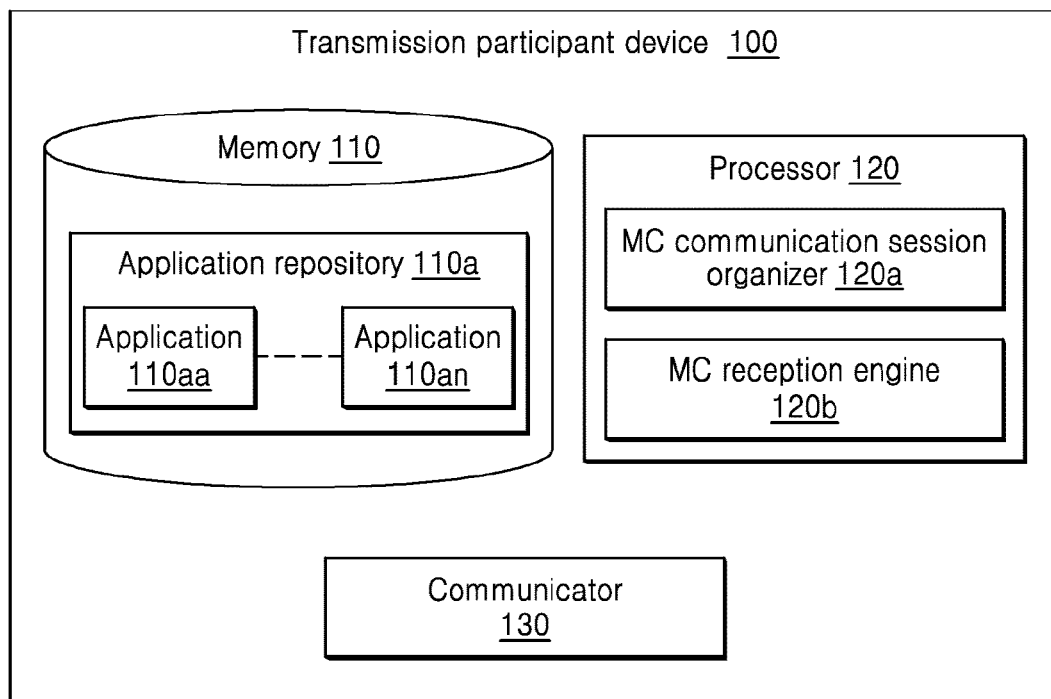 Transmission participant device 100
Memory 110
Application repository 110a
Application
110aa
Application
110an
Processor 120
MC communication session
organizer 120a
MC reception engine
120b
Communicator
130